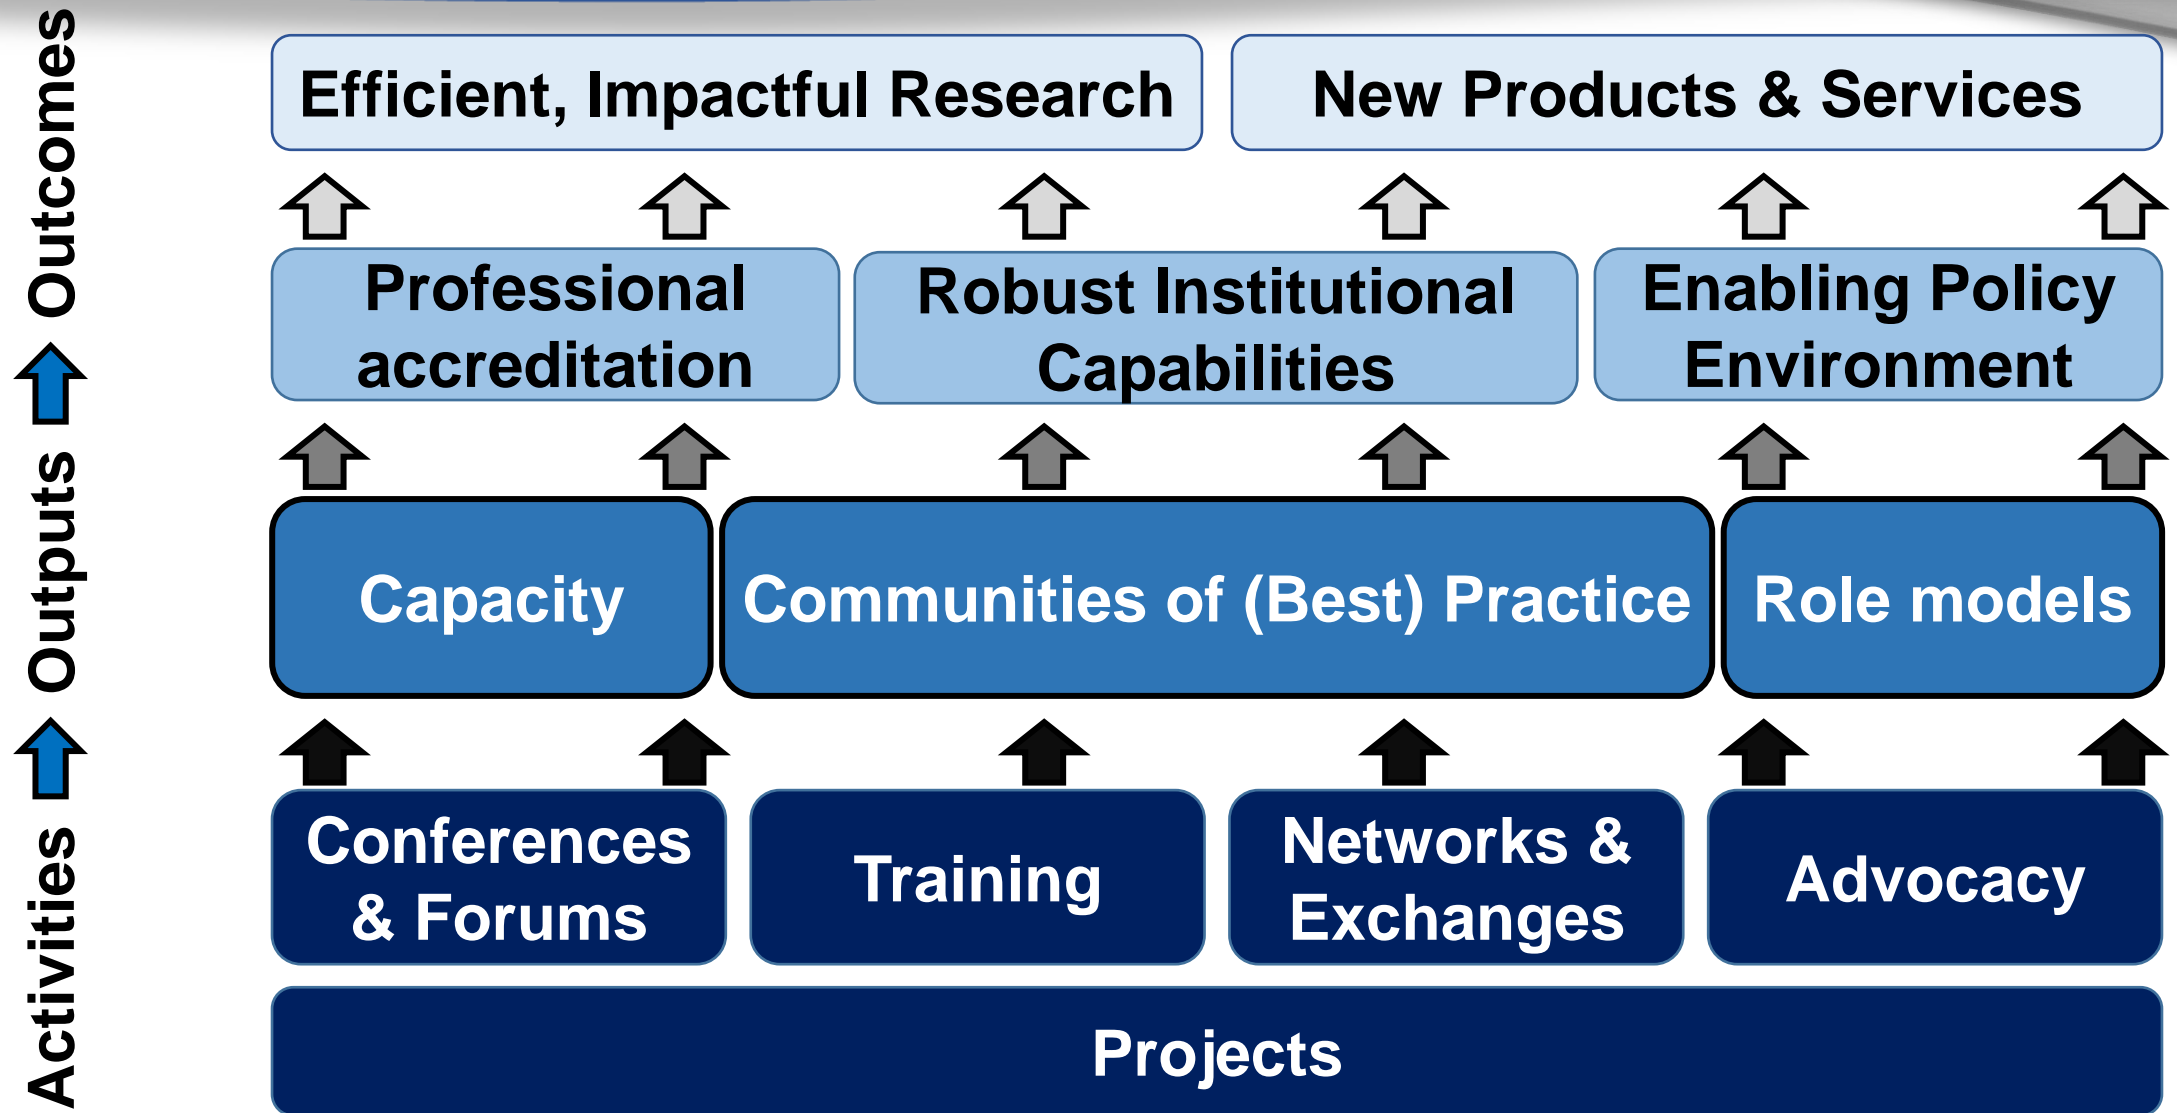 Outcomes
Outputs
Activities
Efficient, Impactful Research
New Products & Services
Professional
accreditation
Robust Institutional
Capabilities
Enabling Policy
Environment
Capacity
Communities of (Best) Practice
Role models
Conferences
& Forums
Training
Networks &
Exchanges
Advocacy
Projects